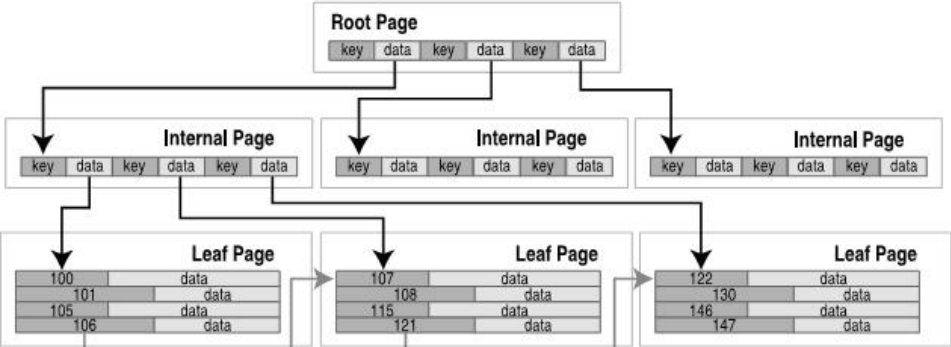 Root Page
key data key data key data
Internal Page
key data key data key data
Internal Page
key data key data key data
Internal Page
key data key data key data
Leaf Page
100 data
101 data
105 data
106 data
Leaf Page
107 data
108 data
115 data
121 data
Leaf Page
122 data
130 data
146 data
147 data